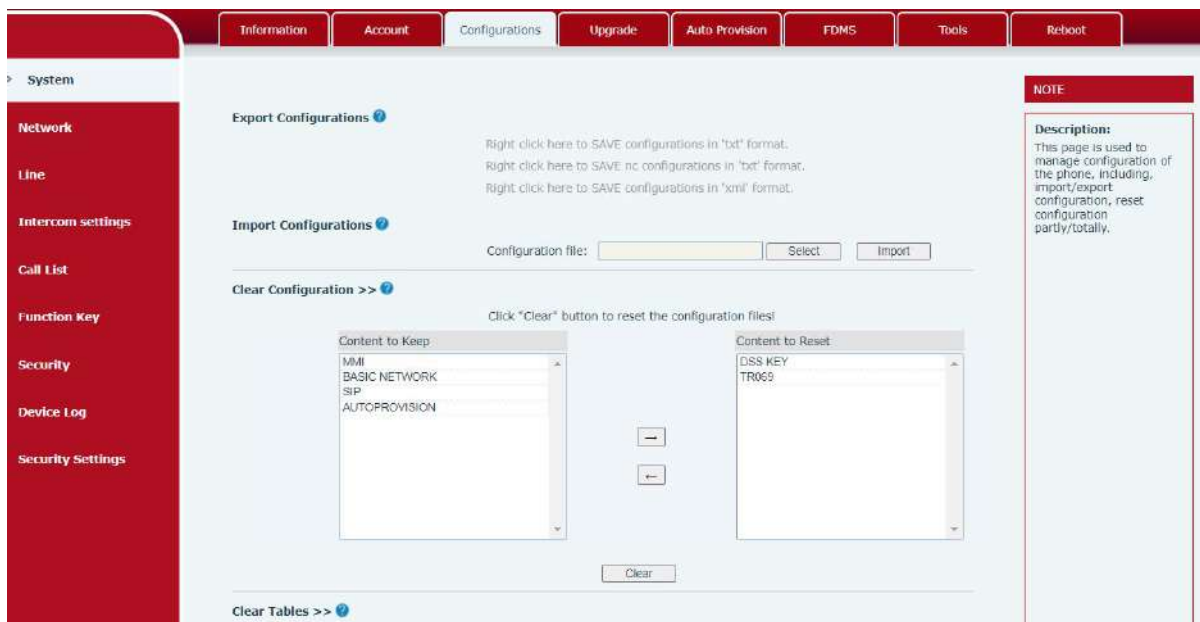 Information Account Configurations Upgrade Auto Provision FDMS Tools Reboot
System
Network
Line
Intercom settings
Call List
Function Key
Security
Device Log
Security Settings
Export Configurations
Right click here to SAVE configurations in 'txt' format.
Right click here to SAVE nc configurations in 'txt' format.
Right click here to SAVE configurations in 'xml' format.
Import Configurations
Configuration file: Select Import
Clear Configuration >>
Click "Clear" button to reset the configuration files!
Content to Keep
MMI
BASIC NETWORK
SIP
AUTOPROVISION
→
←
Content to Reset
DSS KEY
TR069
Clear
Clear Tables >>
NOTE
Description:
This page is used to
manage configuration of
the phone, including,
import/export
configuration, reset
configuration
partly/totally.